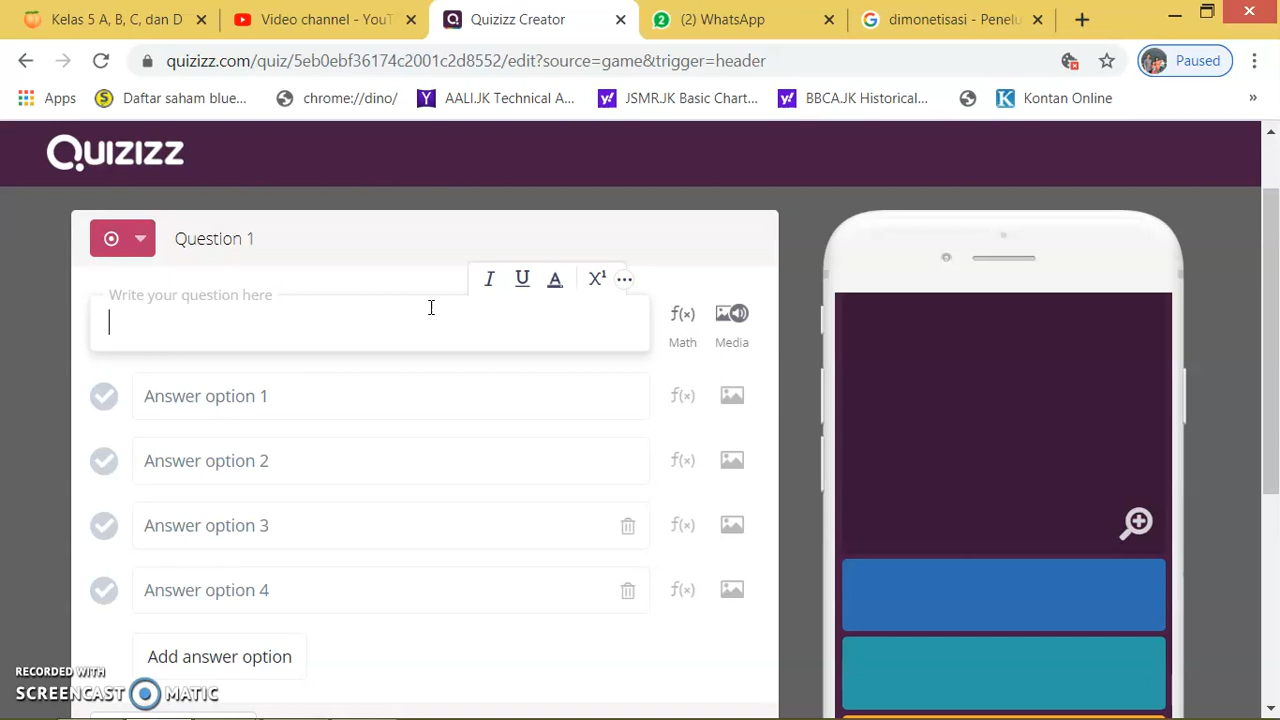 Kelas 5 A, B, C, dan D
Video channel - YouT
Quizizz Creator
(2) WhatsApp
dimonetisasi - Penelu
quizizz.com/quiz/5eb0ebf36174c2001c2d8552/edit?source=game&trigger=header
Paused
Apps
Daftar saham blue...
chrome://dino/
AALI.JK Technical A...
JSMR.JK Basic Chart...
BBCA.JK Historical...
Kontan Online
Quizizz
Question 1
I U A X¹
Write your question here
f(x)
Math
Media
Answer option 1
f(x)
Answer option 2
f(x)
Answer option 3
f(x)
Answer option 4
f(x)
Add answer option
RECORDED WITH
SCREENCAST MATIC